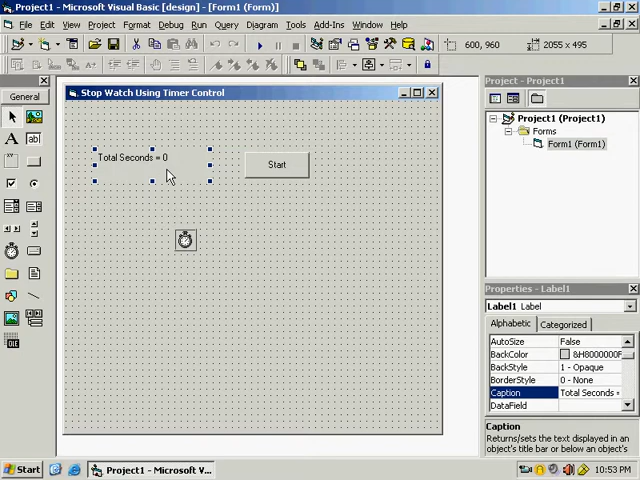 Project1 - Microsoft Visual Basic [design] - [Form1 (Form)]
File Edit View Project Format Debug Run Query Diagram Tools Add-Ins Window Help
600, 960
2055 x 495
General
A
ab|
Stop Watch Using Timer Control
Total Seconds = 0
Start
Project - Project1
Project1 (Project1)
Forms
Form1 (Form1)
Properties - Label1
Label1 Label
Alphabetic Categorized
AutoSize False
BackColor &H8000000F
BackStyle 1 - Opaque
BorderStyle 0 - None
Caption Total Seconds =
DataField
Caption
Returns/sets the text displayed in
an object's title bar or below an object's
Start
Project1 - Microsoft V...
10:53 PM